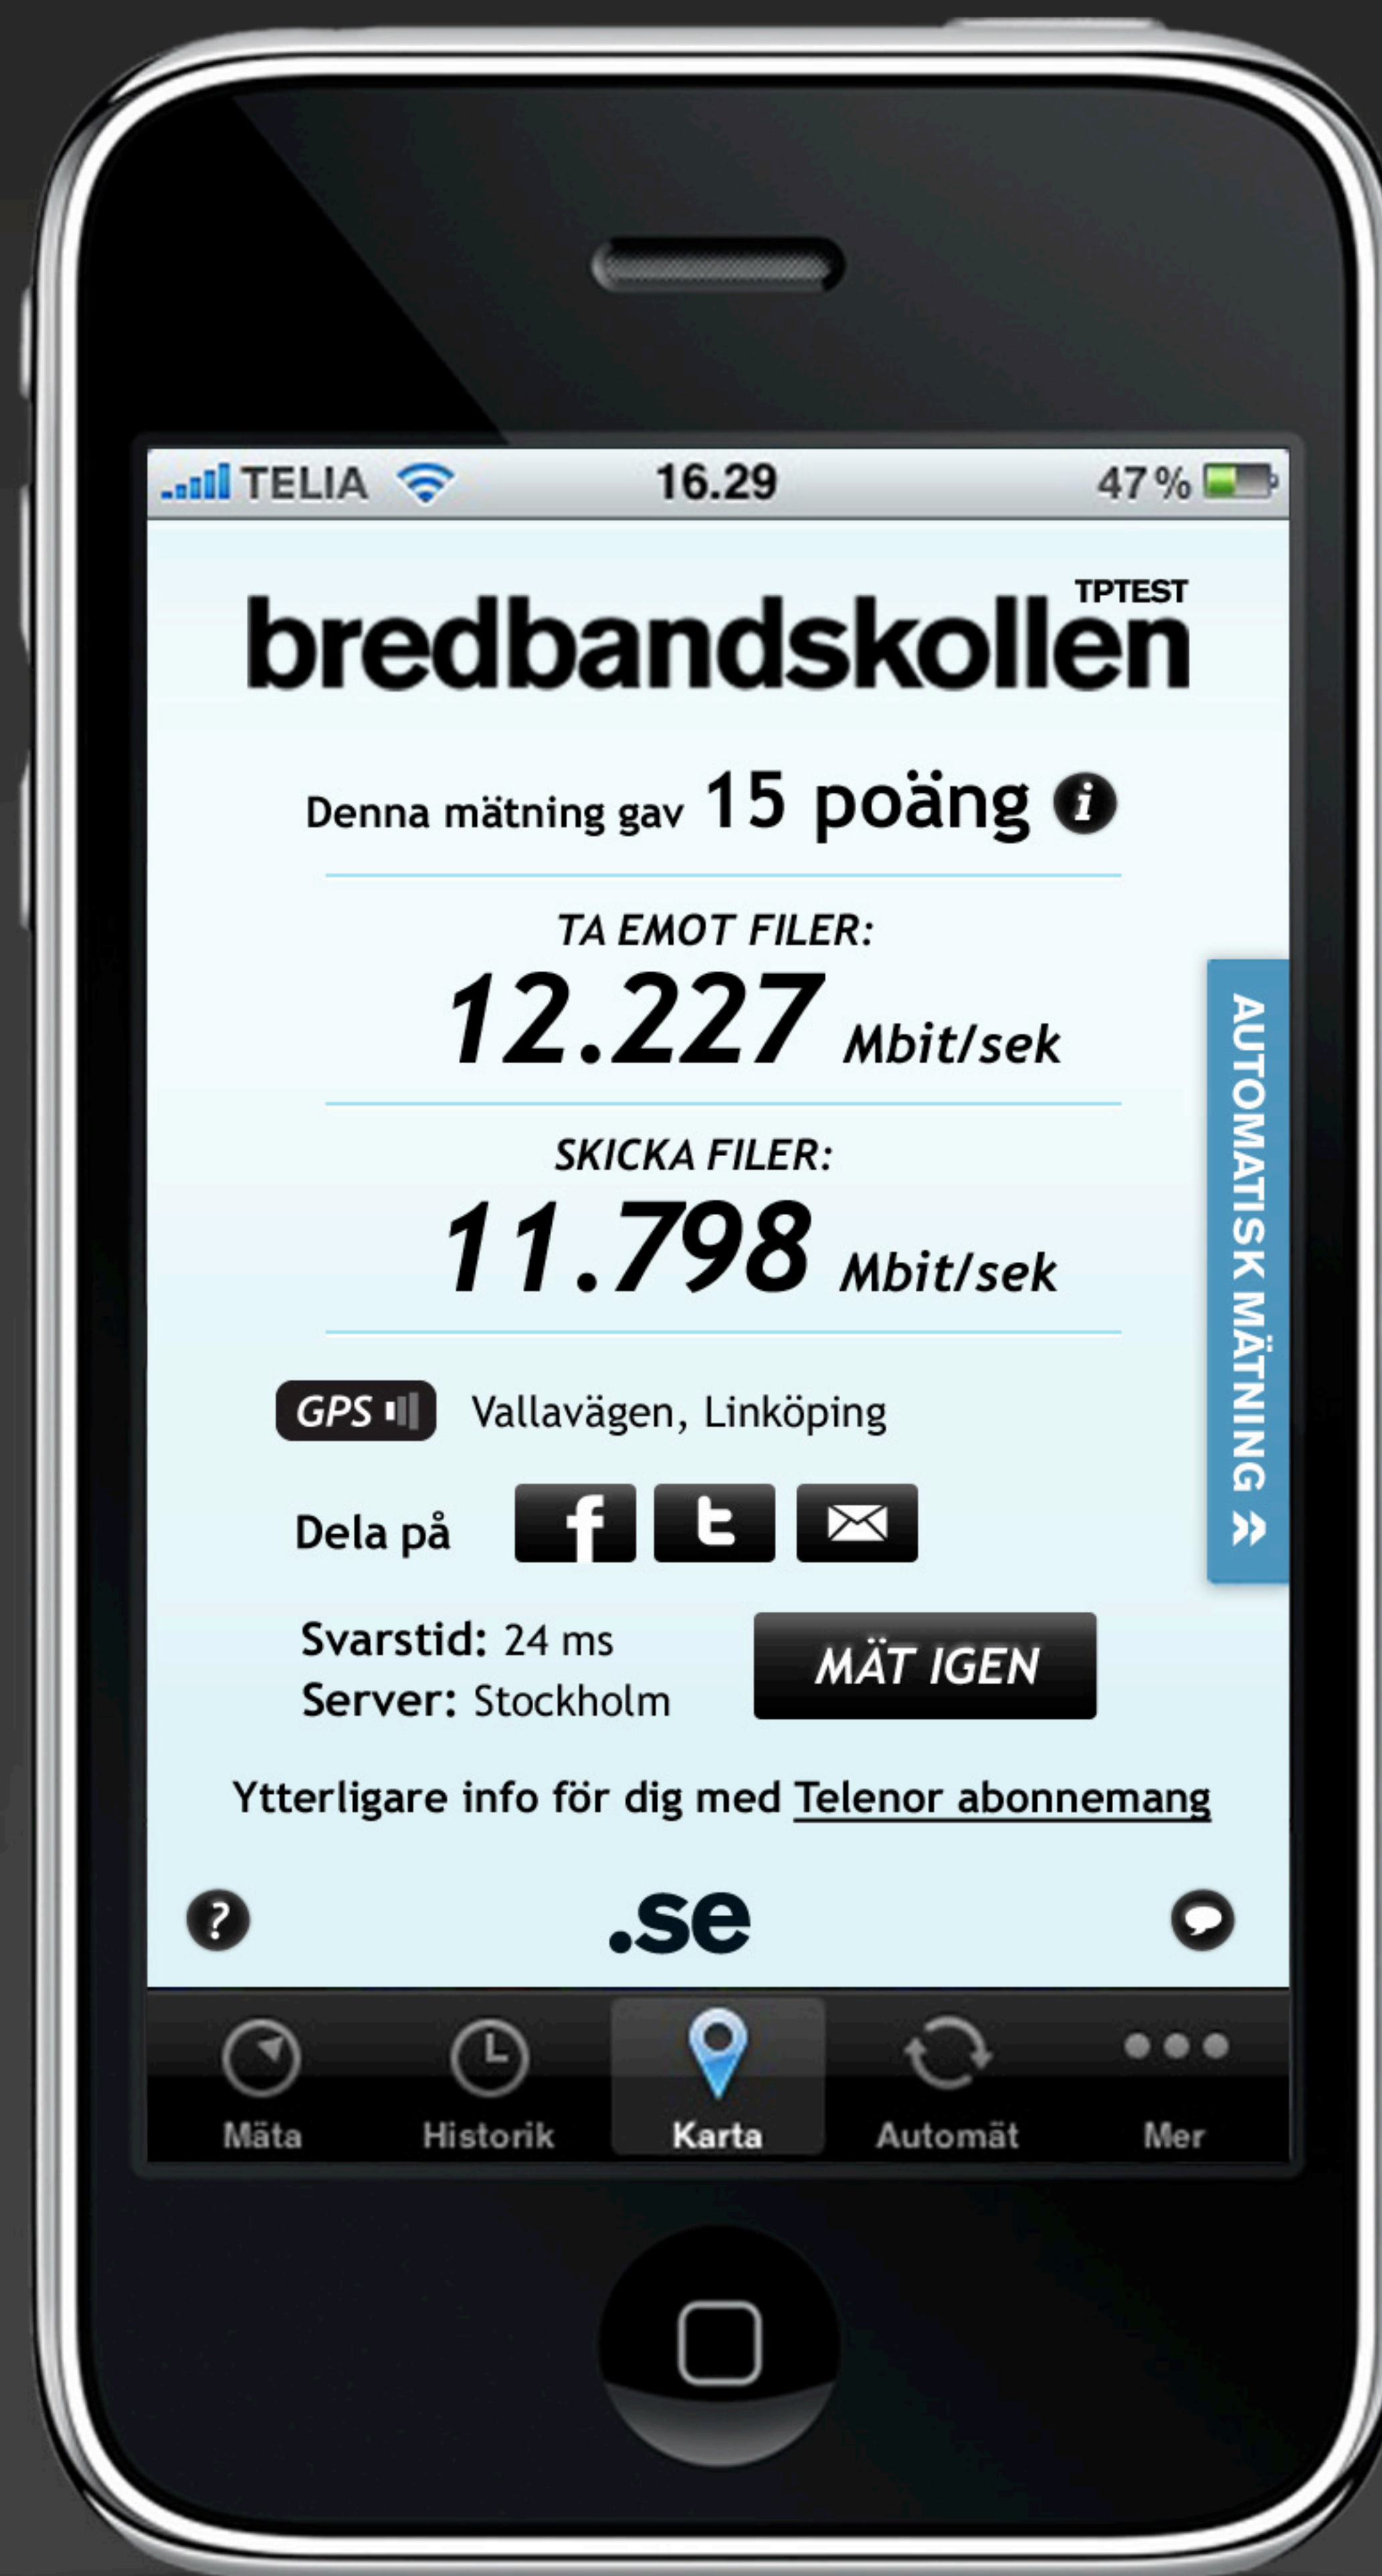 TELIA 16.29 47%
TPTEST
bredbandskollen
Denna mätning gav 15 poäng i
TA EMOT FILER:
12.227 Mbit/sek
SKICKA FILER:
11.798 Mbit/sek
AUTOMATISK MÄTNING
GPS Vallavägen, Linköping
Dela på f t
Svarstid: 24 ms
Server: Stockholm
MÄT IGEN
Ytterligare info för dig med Telenor abonnemang
? .se
Mäta Historik Karta Automät Mer